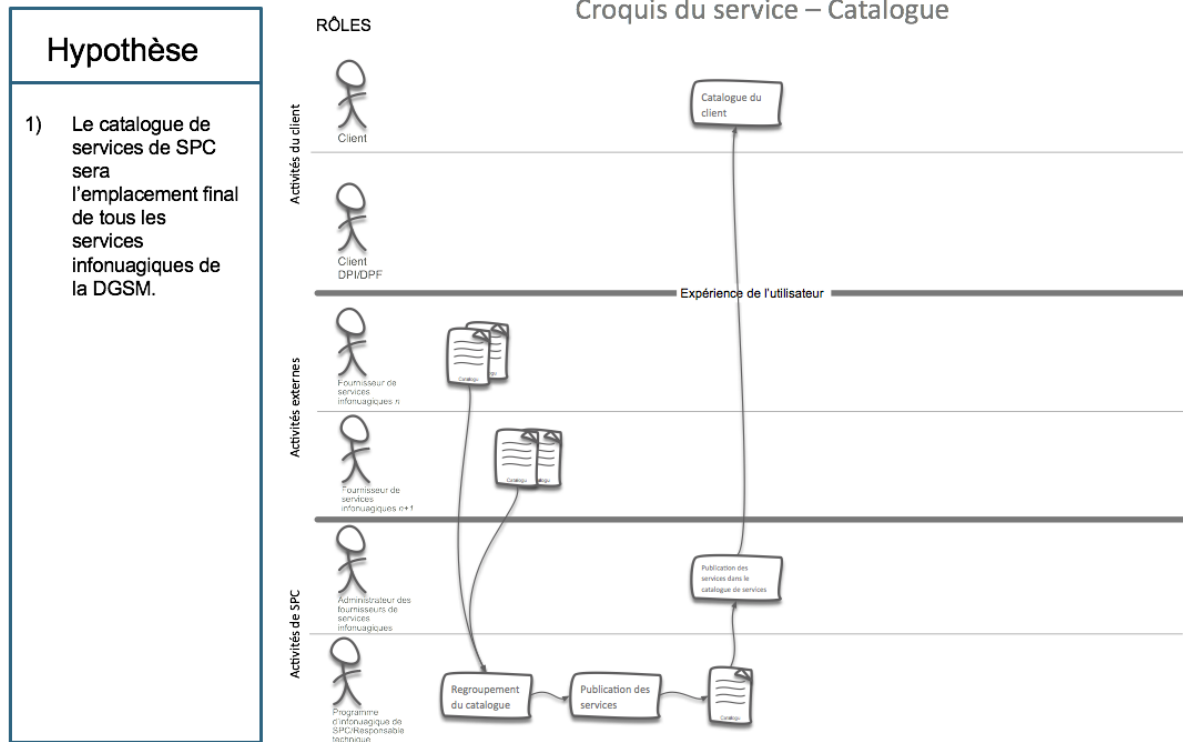 Croquis du service – Catalogue
Hypothèse
1) Le catalogue de
services de SPC
sera
l’emplacement final
de tous les
services
infonuagiques de
la DGSM.
RÔLES
Activités du client
Client
Catalogue du
client
Client
DPI/DPF
Expérience de l’utilisateur
Activités externes
Fournisseur de
services
infonuagiques n
Catalogu
Fournisseur de
services
infonuagiques n+1
Catalogu
Activités de SPC
Administrateur des
fournisseurs de
services
infonuagiques
Publication des
services dans le
catalogue de services
Programme
d’infonuagique de
SPC/Responsable
technique
Regroupement
du catalogue
Publication des
services
Catalogu